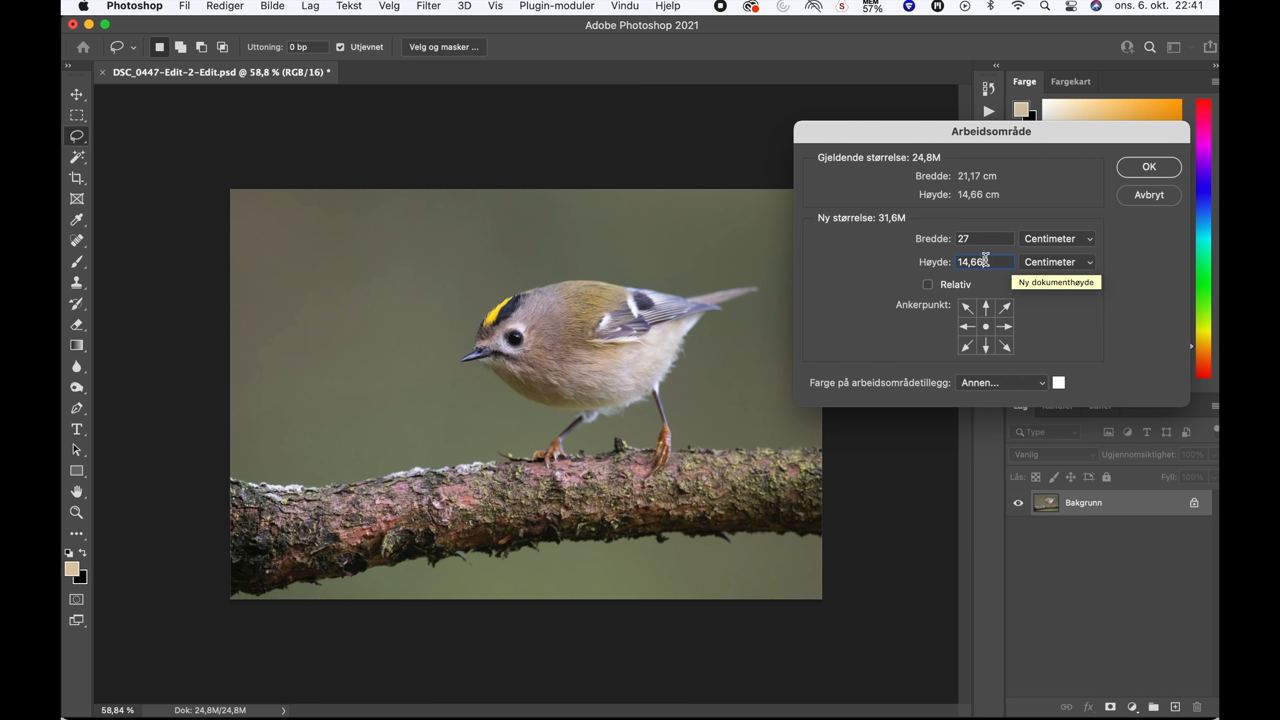 Photoshop Fil Rediger Bilde Lag Tekst Velg Filter 3D Vis Plugin-moduler Vindu Hjelp S MEM 57% ons. 6. okt. 22:41
Adobe Photoshop 2021
Uttoning: 0 bp Utjevnet Velg og masker ...
DSC_0447-Edit-2-Edit.psd @ 58,8 % (RGB/16) *
Farge Fargekart
Arbeidsområde
Gjeldende størrelse: 24,8M
OK
Bredde: 21,17 cm
Høyde: 14,66 cm
Avbryt
Ny størrelse: 31,6M
Bredde: 27 Centimeter
Høyde: 14,66 Centimeter
Relativ
Ny dokumenthøyde
Ankerpunkt:
Farge på arbeidsområdetillegg: Annen...
Type
Vanlig Ugjennomsiktighet: 100%
Lås: Fyll: 100%
Bakgrunn
58,84 % Dok: 24,8M/24,8M